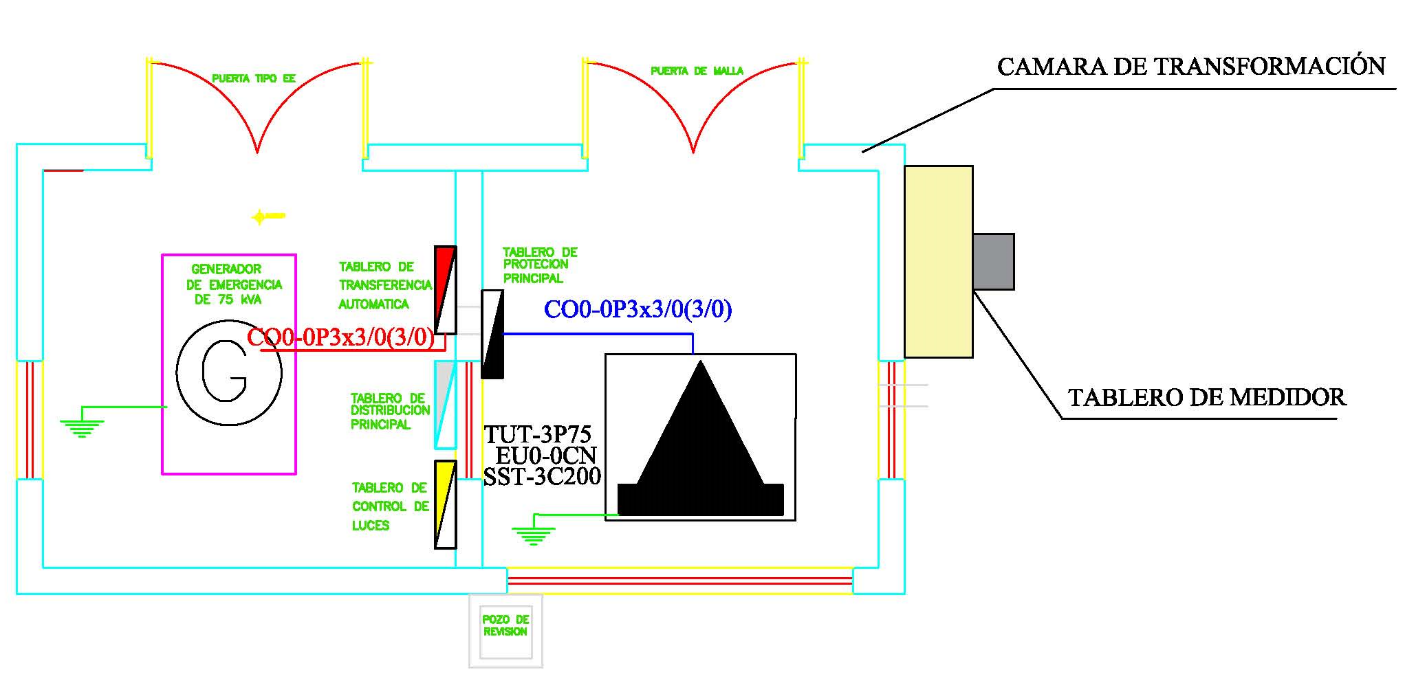 CAMARA DE TRANSFORMACIÓN
PUERTA TIPO EE
PUERTA DE MALLA
GENERADOR
DE EMERGENCIA
DE 75 kVA
TABLERO DE
TRANSFERENCIA
AUTOMATICA
TABLERO DE
PROTECION
PRINCIPAL
CO0-0P3x3/0(3/0)
CO0-0P3x3/0(3/0)
G
TABLERO DE
DISTRIBUCION
PRINCIPAL
TABLERO DE MEDIDOR
TUT-3P75
EU0-0CN
SST-3C200
TABLERO DE
CONTROL DE
LUCES
POZO DE
REVISION